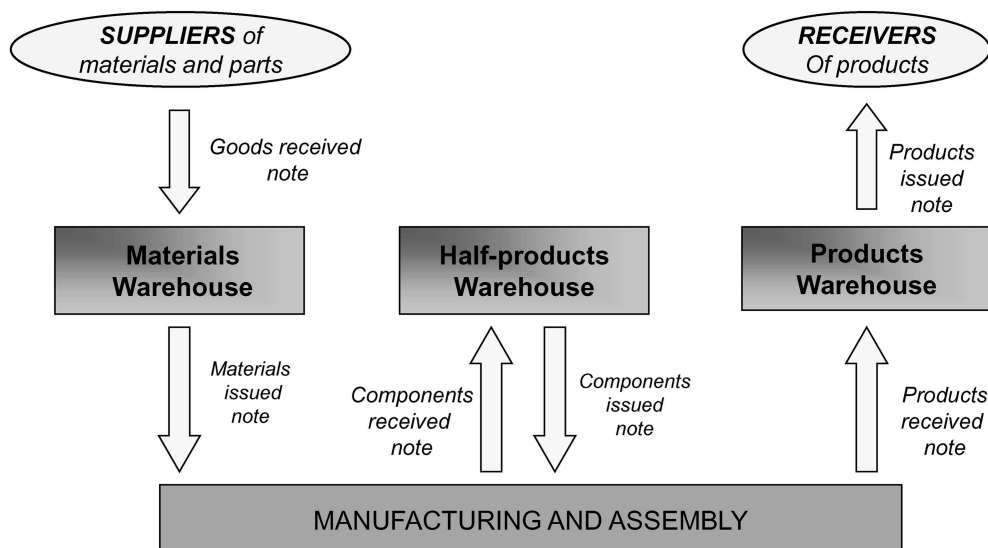 SUPPLIERS of
materials and parts
RECEIVERS
Of products
Goods received
note
Products
issued
note
Materials
Warehouse
Half-products
Warehouse
Products
Warehouse
Materials
issued
note
Components
received
note
Components
issued
note
Products
received
note
MANUFACTURING AND ASSEMBLY